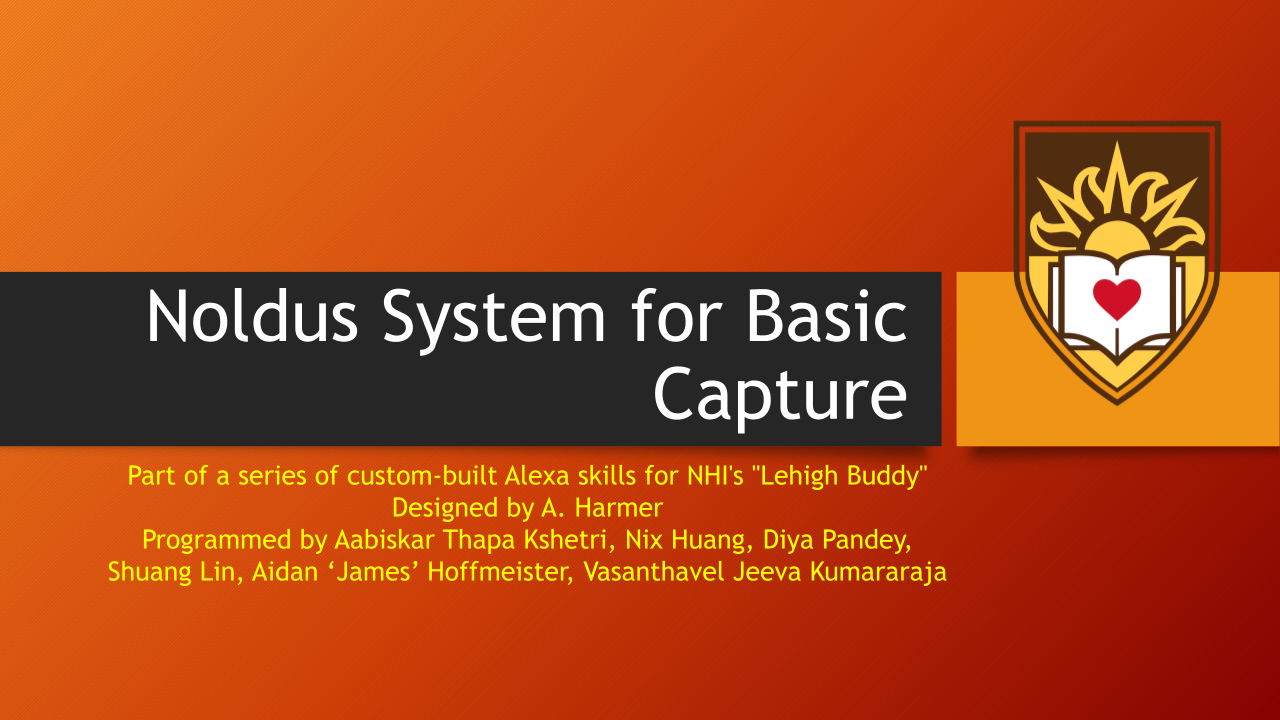 Noldus System for Basic
Capture
Part of a series of custom-built Alexa skills for NHI's "Lehigh Buddy"
Designed by A. Harmer
Programmed by Aabiskar Thapa Kshetri, Nix Huang, Diya Pandey,
Shuang Lin, Aidan ‘James’ Hoffmeister, Vasanthavel Jeeva Kumararaja